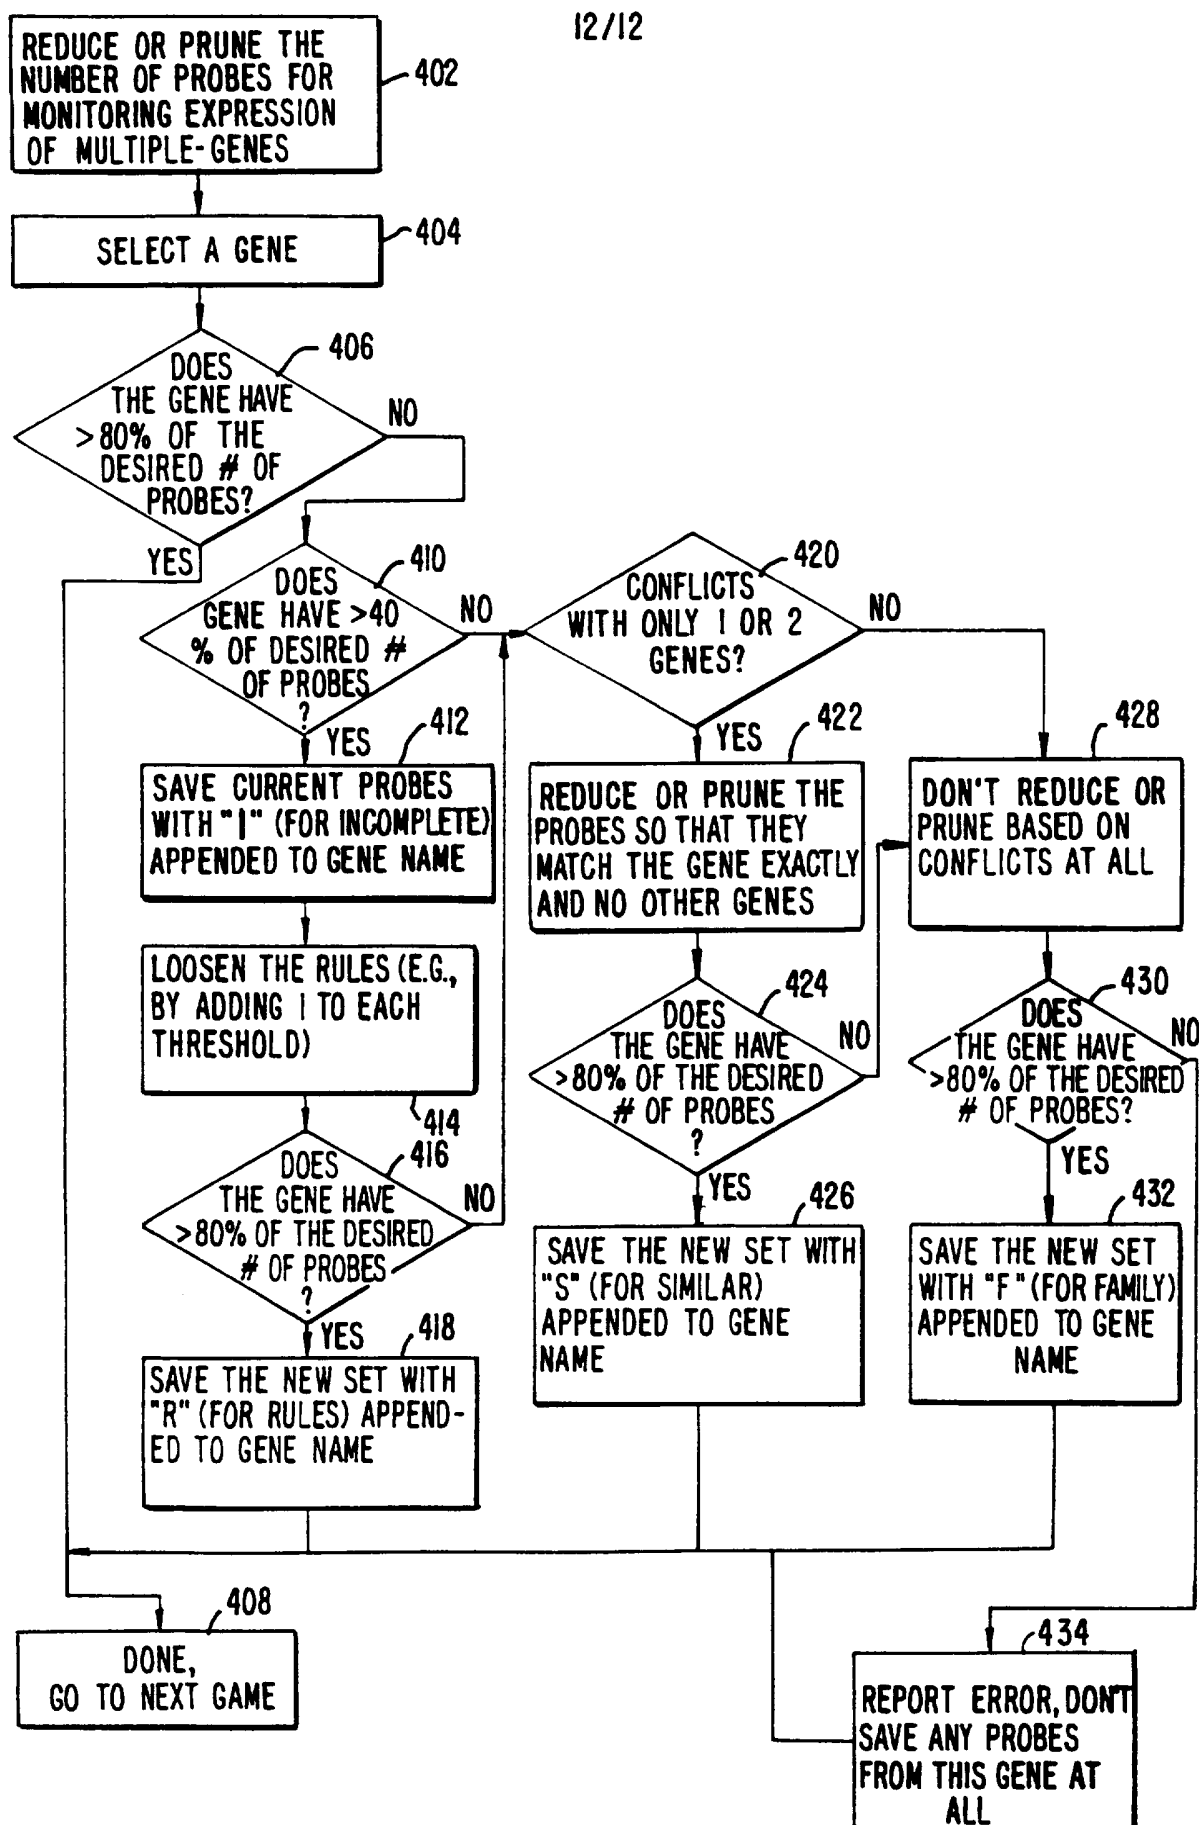 12/12
REDUCE OR PRUNE THE
NUMBER OF PROBES FOR
MONITORING EXPRESSION
OF MULTIPLE-GENES
402
SELECT A GENE
404
DOES
THE GENE HAVE
>80% OF THE
DESIRED # OF
PROBES?
406
NO
YES
DOES
GENE HAVE >40
% OF DESIRED #
OF PROBES
?
410
NO
YES
SAVE CURRENT PROBES
WITH "I" (FOR INCOMPLETE)
APPENDED TO GENE NAME
412
LOOSEN THE RULES (E.G.,
BY ADDING 1 TO EACH
THRESHOLD)
414
DOES
THE GENE HAVE
>80% OF THE DESIRED
# OF PROBES
?
416
NO
YES
SAVE THE NEW SET WITH
"R" (FOR RULES) APPEND-
ED TO GENE NAME
418
CONFLICTS
WITH ONLY 1 OR 2
GENES?
420
NO
YES
REDUCE OR PRUNE THE
PROBES SO THAT THEY
MATCH THE GENE EXACTLY
AND NO OTHER GENES
422
DOES
THE GENE HAVE
>80% OF THE DESIRED
# OF PROBES
?
424
NO
YES
SAVE THE NEW SET WITH
"S" (FOR SIMILAR)
APPENDED TO GENE
NAME
426
DON'T REDUCE OR
PRUNE BASED ON
CONFLICTS AT ALL
428
DOES
THE GENE HAVE
>80% OF THE DESIRED
# OF PROBES?
430
NO
YES
SAVE THE NEW SET
WITH "F" (FOR FAMILY)
APPENDED TO GENE
NAME
432
DONE,
GO TO NEXT GAME
408
REPORT ERROR, DON'T
SAVE ANY PROBES
FROM THIS GENE AT
ALL
434